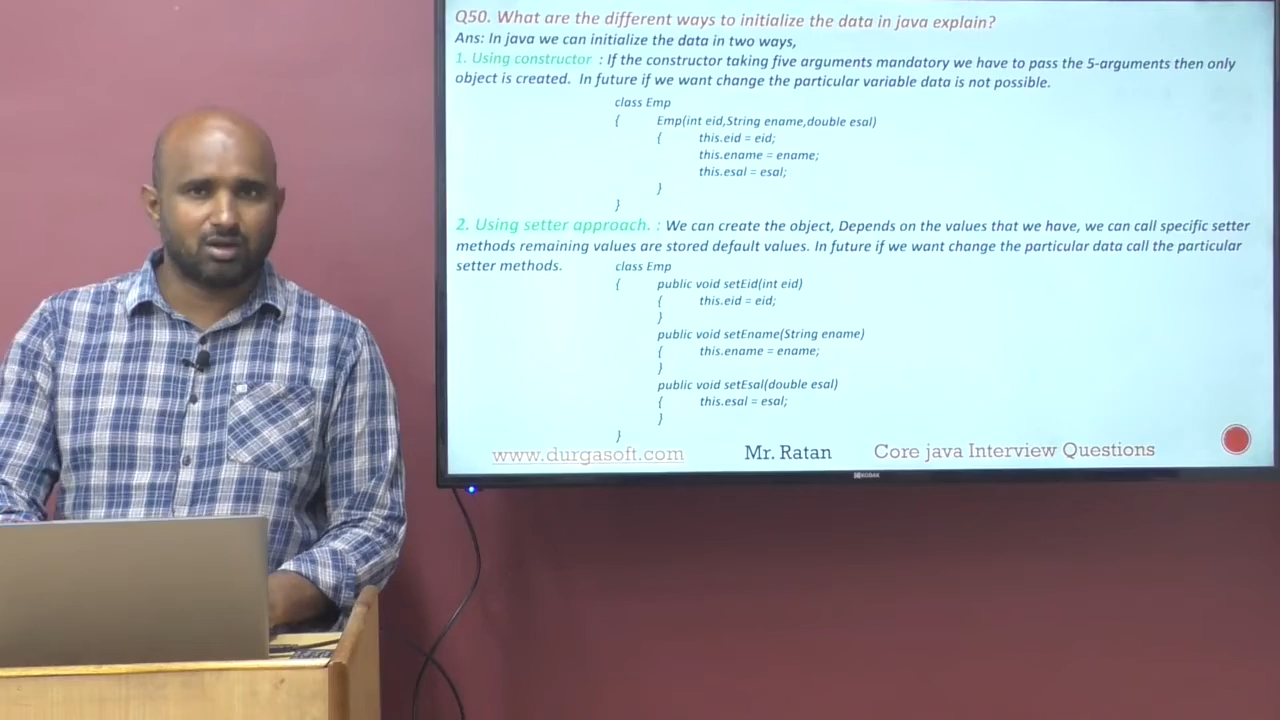 Q50. What are the different ways to initialize the data in java explain?
Ans: In java we can initialize the data in two ways,
1. Using constructor : If the constructor taking five arguments mandatory we have to pass the 5-arguments then only
object is created. In future if we want change the particular variable data is not possible.
class Emp
{ Emp(int eid,String ename,double esal)
{ this.eid = eid;
this.ename = ename;
this.esal = esal;
}
}
2. Using setter approach. : We can create the object, Depends on the values that we have, we can call specific setter
methods remaining values are stored default values. In future if we want change the particular data call the particular
setter methods. class Emp
{ public void setEid(int eid)
{ this.eid = eid;
}
public void setEname(String ename)
{ this.ename = ename;
}
public void setEsal(double esal)
{ this.esal = esal;
}
}
www.durgasoft.com Mr. Ratan Core java Interview Questions
KODAK